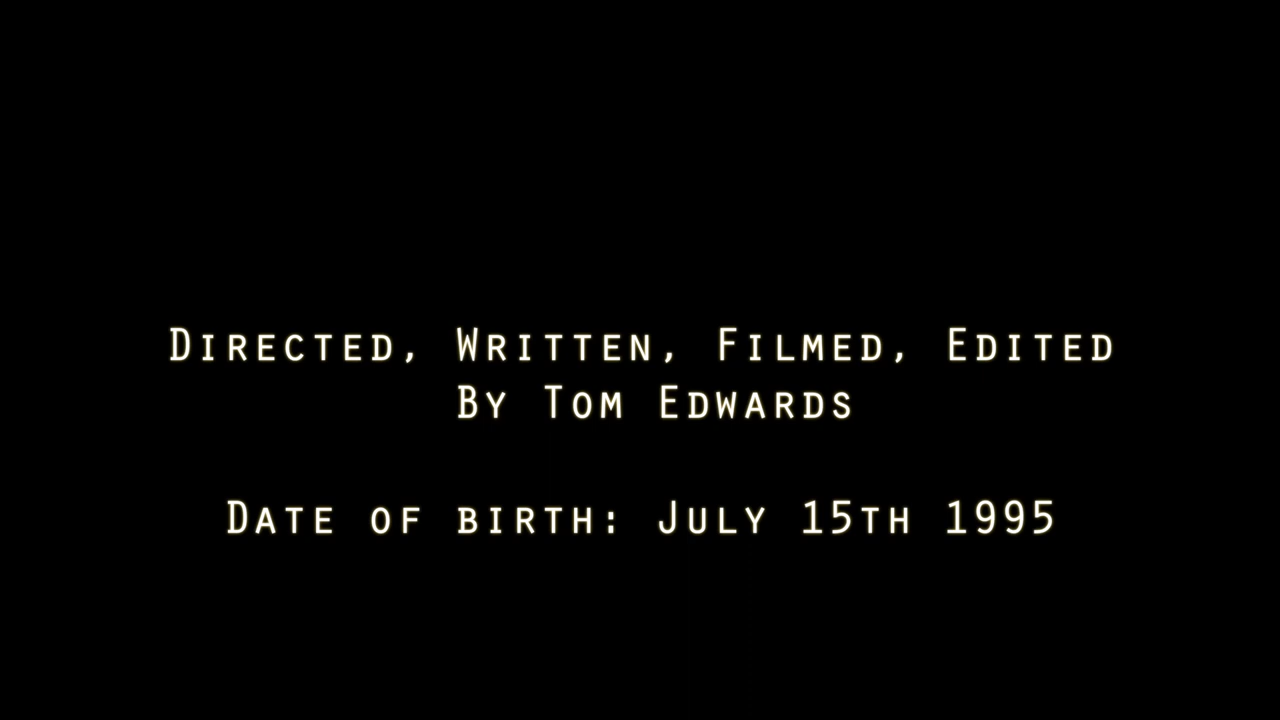 Directed, Written, Filmed, Edited
By Tom Edwards
Date of birth: July 15th 1995